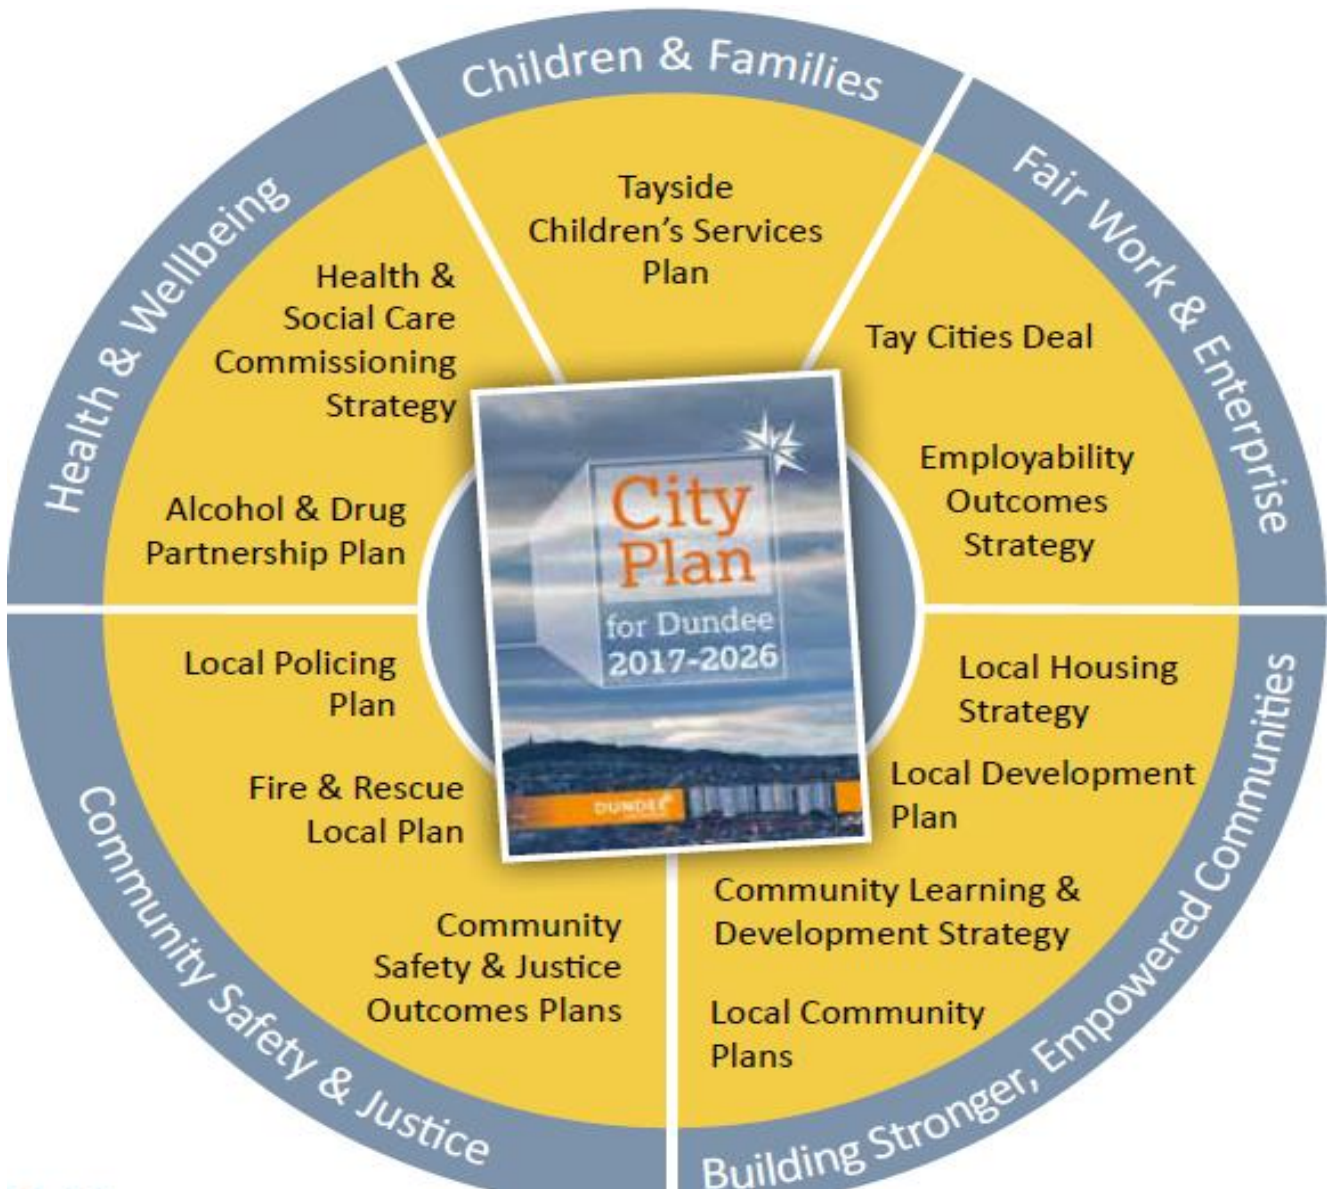 Children & Families
Tayside
Children’s Services
Plan
Fair Work & Enterprise
Tay Cities Deal
Employability
Outcomes
Strategy
Building Stronger, Empowered Communities
Local Housing
Strategy
Local Development
Plan
Community Learning &
Development Strategy
Local Community
Plans
Community Safety & Justice
Local Policing
Plan
Fire & Rescue
Local Plan
Community
Safety & Justice
Outcomes Plans
Health & Wellbeing
Health &
Social Care
Commissioning
Strategy
Alcohol & Drug
Partnership Plan
City
Plan
for Dundee
2017-2026
DUNDEE